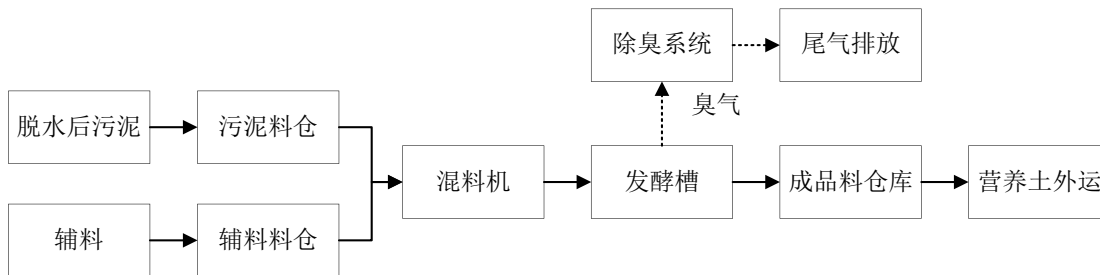 除臭系统
尾气排放
臭气
脱水后污泥
污泥料仓
混料机
发酵槽
成品料仓库
营养土外运
辅料
辅料料仓